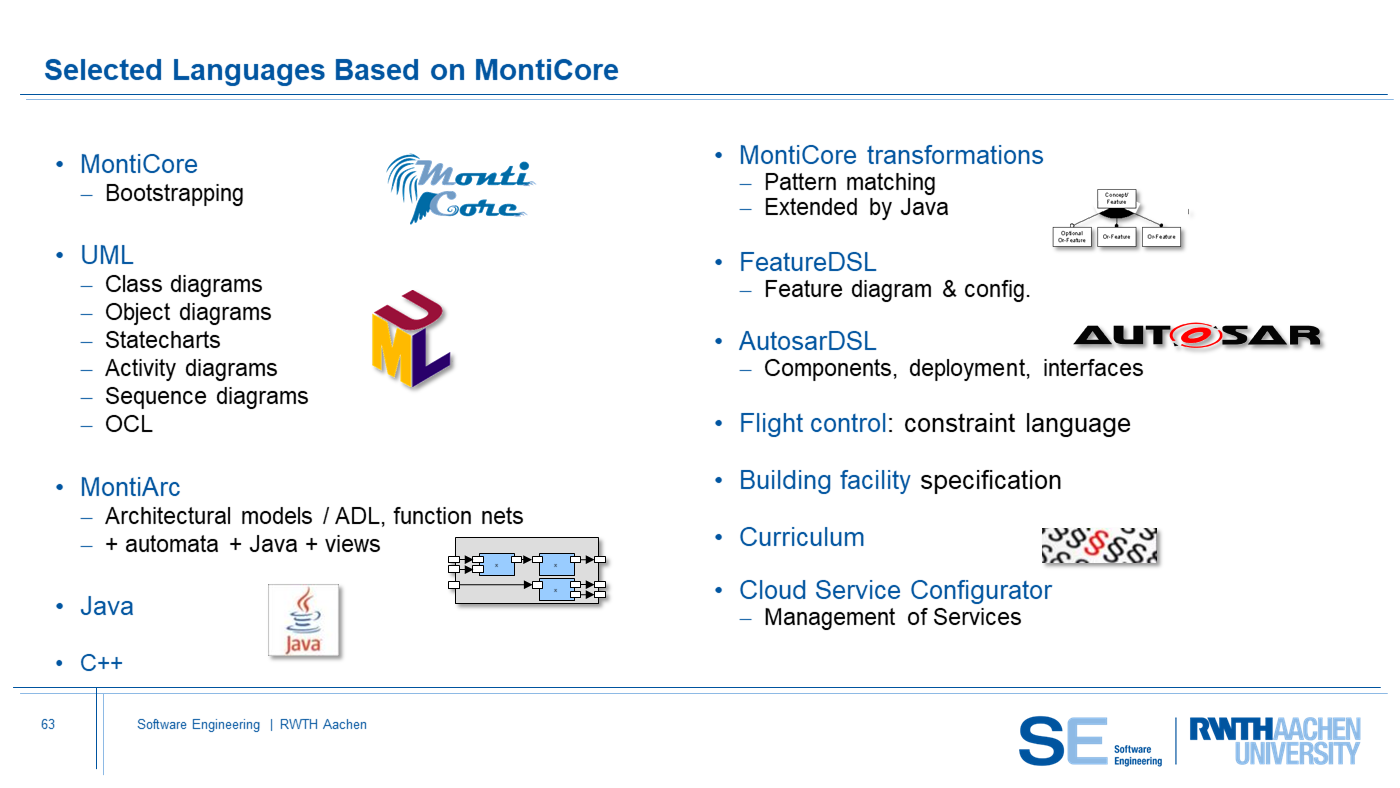 Selected Languages Based on MontiCore
• MontiCore
– Bootstrapping
Monti
Core
• UML
– Class diagrams
– Object diagrams
– Statecharts
– Activity diagrams
– Sequence diagrams
– OCL
UML
• MontiArc
– Architectural models / ADL, function nets
– + automata + Java + views
x
x
x
• Java
Java
• C++
• MontiCore transformations
– Pattern matching
– Extended by Java
Concept/
Feature
Optional
Or-Feature
Or-Feature
Or-Feature
• FeatureDSL
– Feature diagram & config.
• AutosarDSL
AUTOSAR
– Components, deployment, interfaces
• Flight control: constraint language
• Building facility specification
• Curriculum
§§§§§
• Cloud Service Configurator
– Management of Services
63
Software Engineering | RWTH Aachen
SE Software
Engineering
RWTHAACHEN
UNIVERSITY